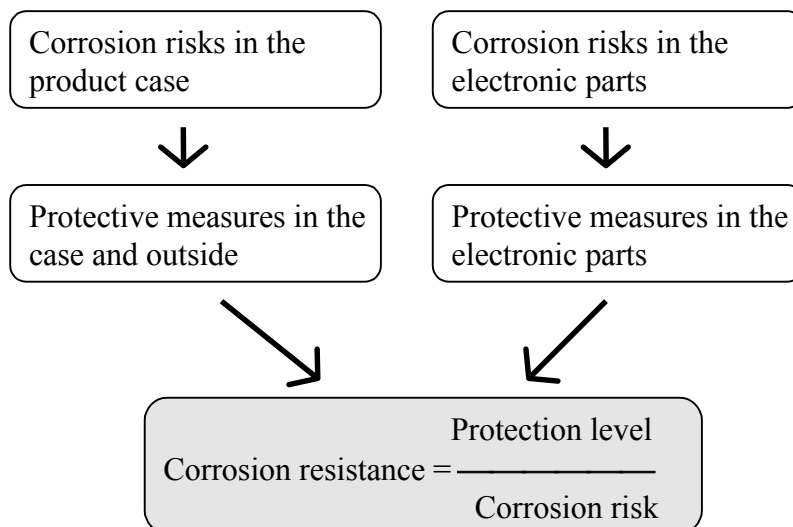 Corrosion risks in the
product case
Corrosion risks in the
electronic parts
Protective measures in the
case and outside
Protective measures in the
electronic parts
Protection level
Corrosion resistance =
Corrosion risk